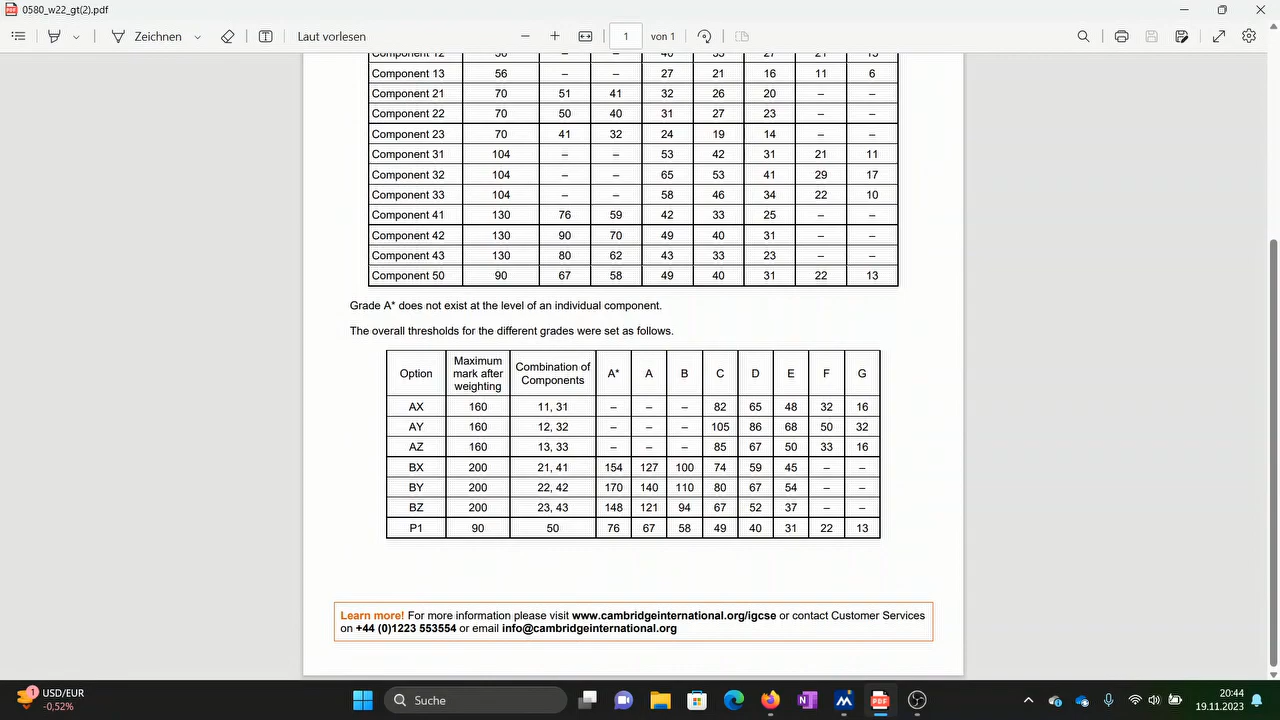 0580_w22_gt(2).pdf
Zeichnen Laut vorlesen 1 von 1
Component 13 56 – – 27 21 16 11 6
Component 21 70 51 41 32 26 20 – –
Component 22 70 50 40 31 27 23 – –
Component 23 70 41 32 24 19 14 – –
Component 31 104 – – 53 42 31 21 11
Component 32 104 – – 65 53 41 29 17
Component 33 104 – – 58 46 34 22 10
Component 41 130 76 59 42 33 25 – –
Component 42 130 90 70 49 40 31 – –
Component 43 130 80 62 43 33 23 – –
Component 50 90 67 58 49 40 31 22 13
Grade A* does not exist at the level of an individual component.
The overall thresholds for the different grades were set as follows.
Option Maximum mark after weighting Combination of Components A* A B C D E F G
AX 160 11, 31 – – – 82 65 48 32 16
AY 160 12, 32 – – – 105 86 68 50 32
AZ 160 13, 33 – – – 85 67 50 33 16
BX 200 21, 41 154 127 100 74 59 45 – –
BY 200 22, 42 170 140 110 80 67 54 – –
BZ 200 23, 43 148 121 94 67 52 37 – –
P1 90 50 76 67 58 49 40 31 22 13
Learn more! For more information please visit www.cambridgeinternational.org/igcse or contact Customer Services
on +44 (0)1223 553554 or email info@cambridgeinternational.org
1 USD/EUR
-0,52%
Suche
20:44
19.11.2023